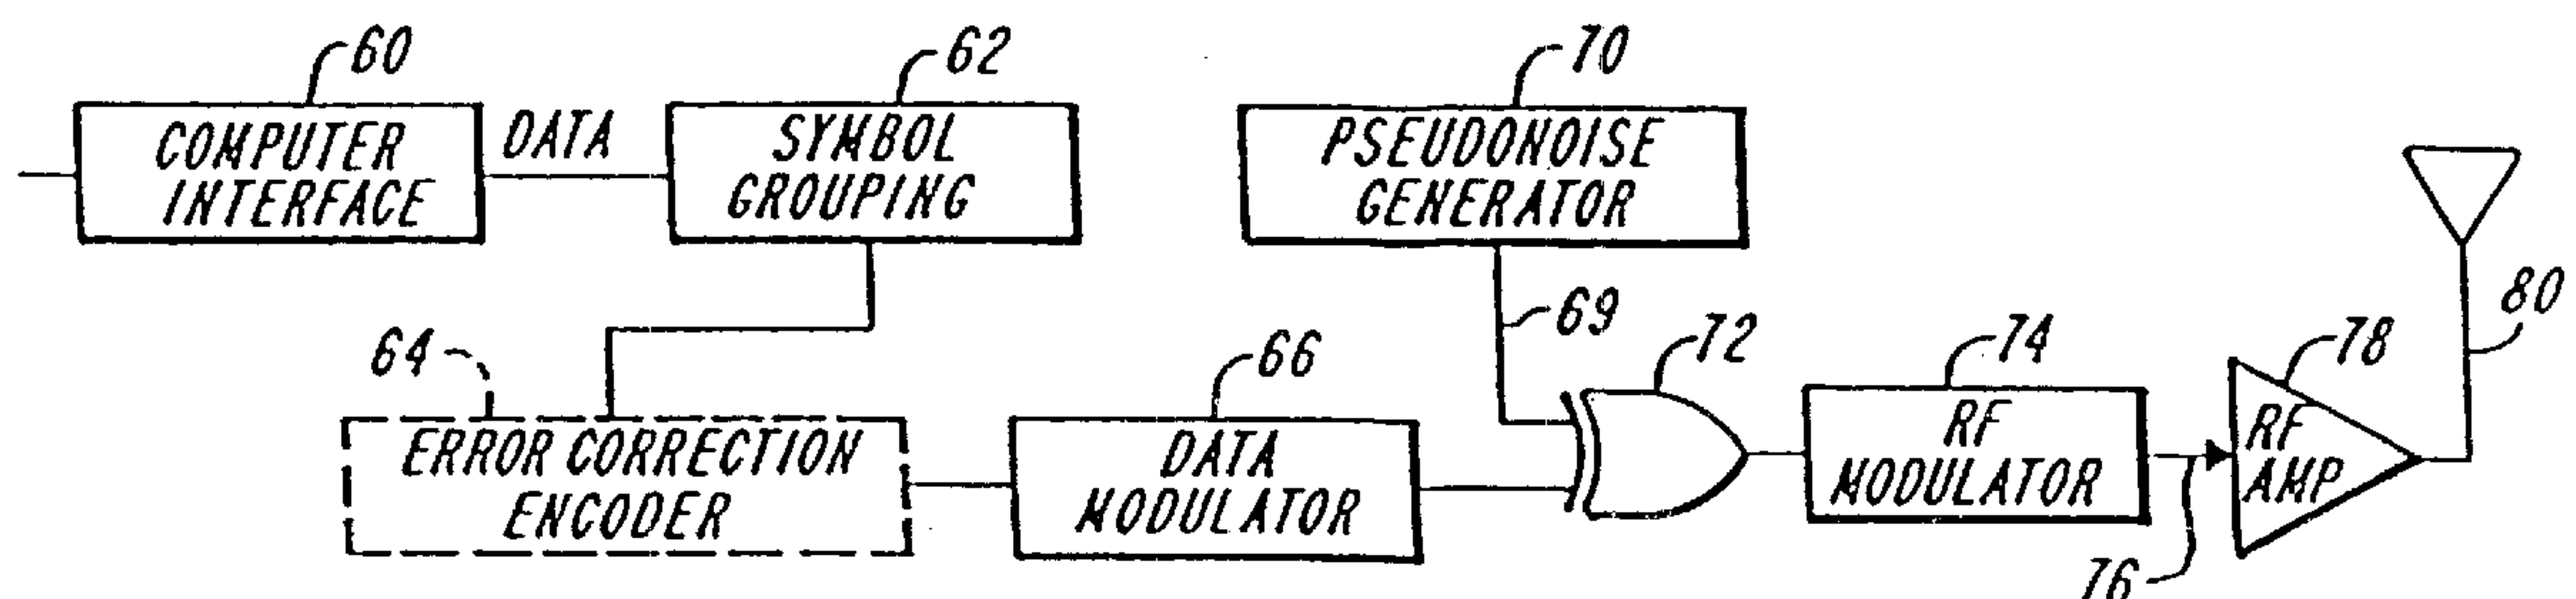 60
62
70
COMPUTER
INTERFACE
DATA
SYMBOL
GROUPING
PSEUDONOISE
GENERATOR
69
80
64
66
72
74
78
ERROR CORRECTION
ENCODER
DATA
MODULATOR
RF
MODULATOR
RF
AMP
76